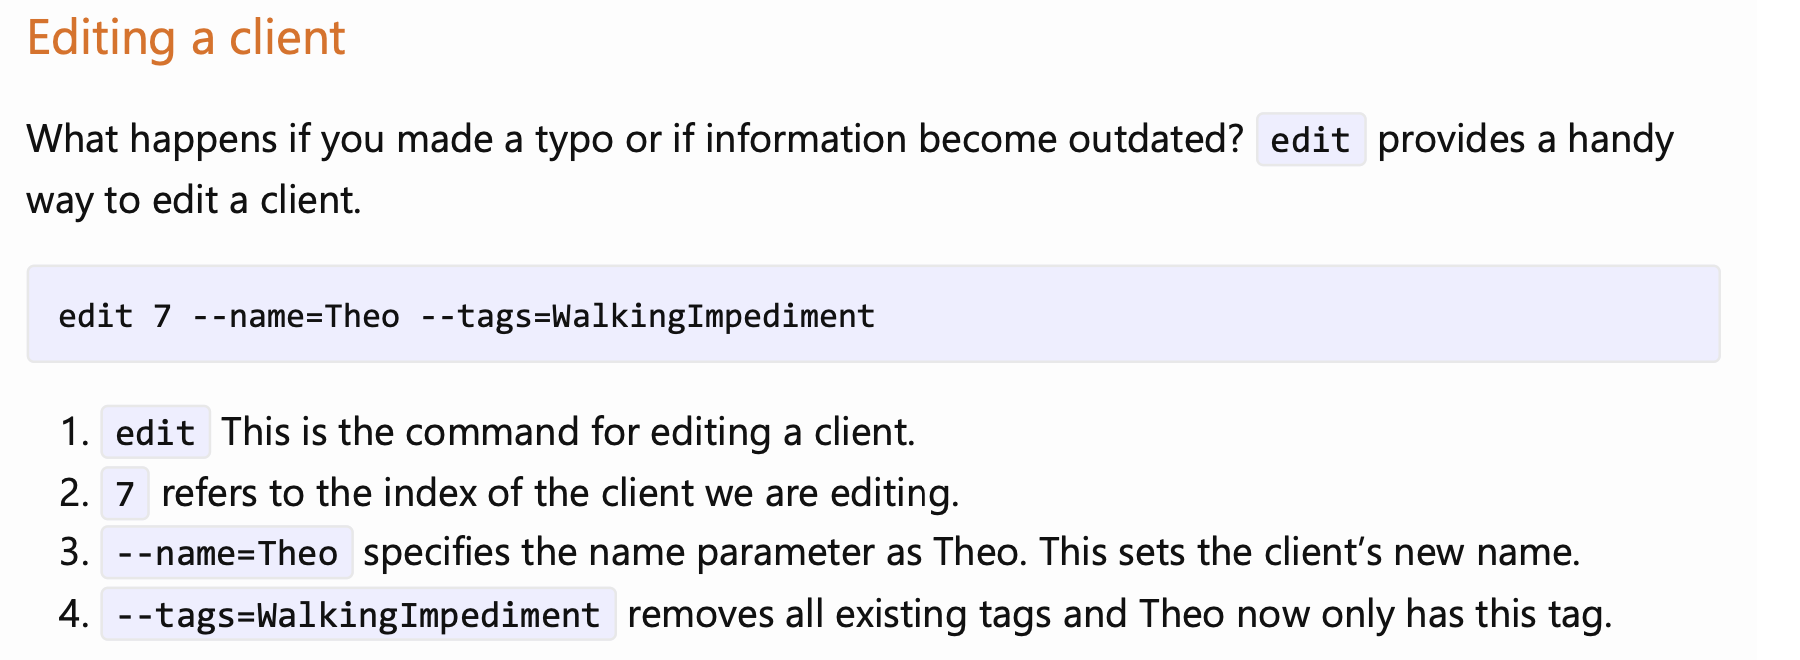 Editing a client
What happens if you made a typo or if information become outdated? edit provides a handy
way to edit a client.
edit 7 --name=Theo --tags=WalkingImpediment
1. edit This is the command for editing a client.
2. 7 refers to the index of the client we are editing.
3. --name=Theo specifies the name parameter as Theo. This sets the client’s new name.
4. --tags=WalkingImpediment removes all existing tags and Theo now only has this tag.